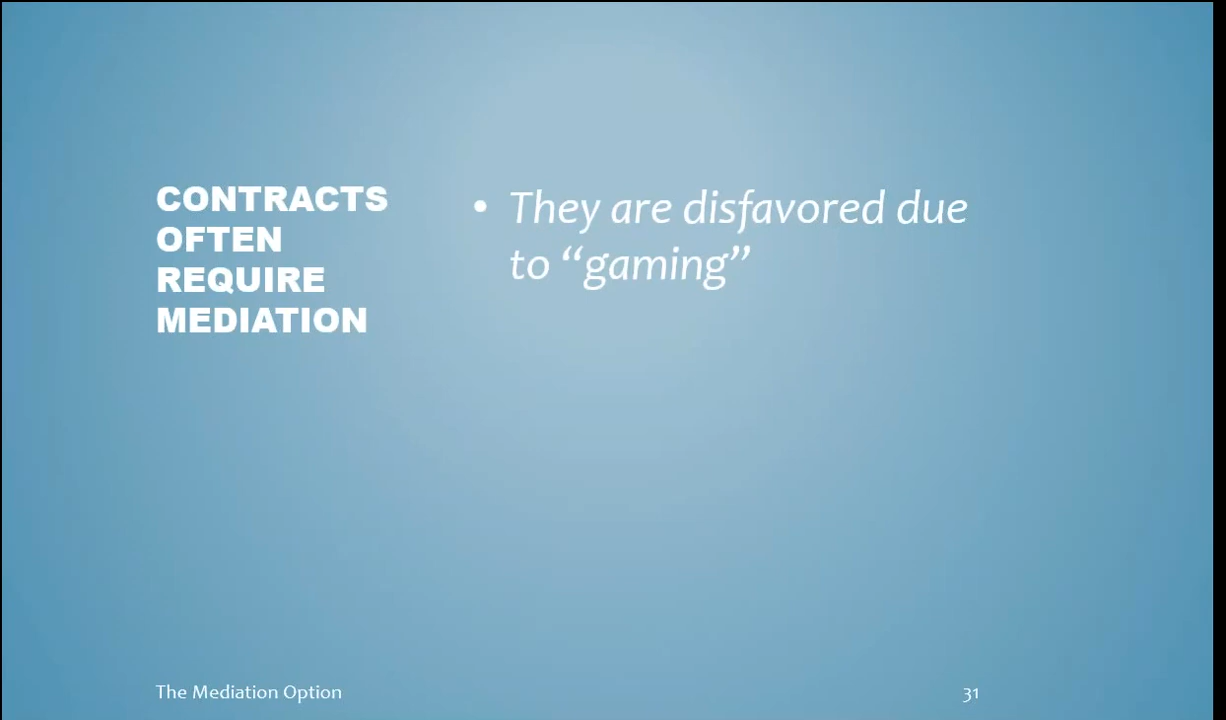 CONTRACTS
OFTEN
REQUIRE
MEDIATION
• They are disfavored due
to “gaming”
The Mediation Option
31